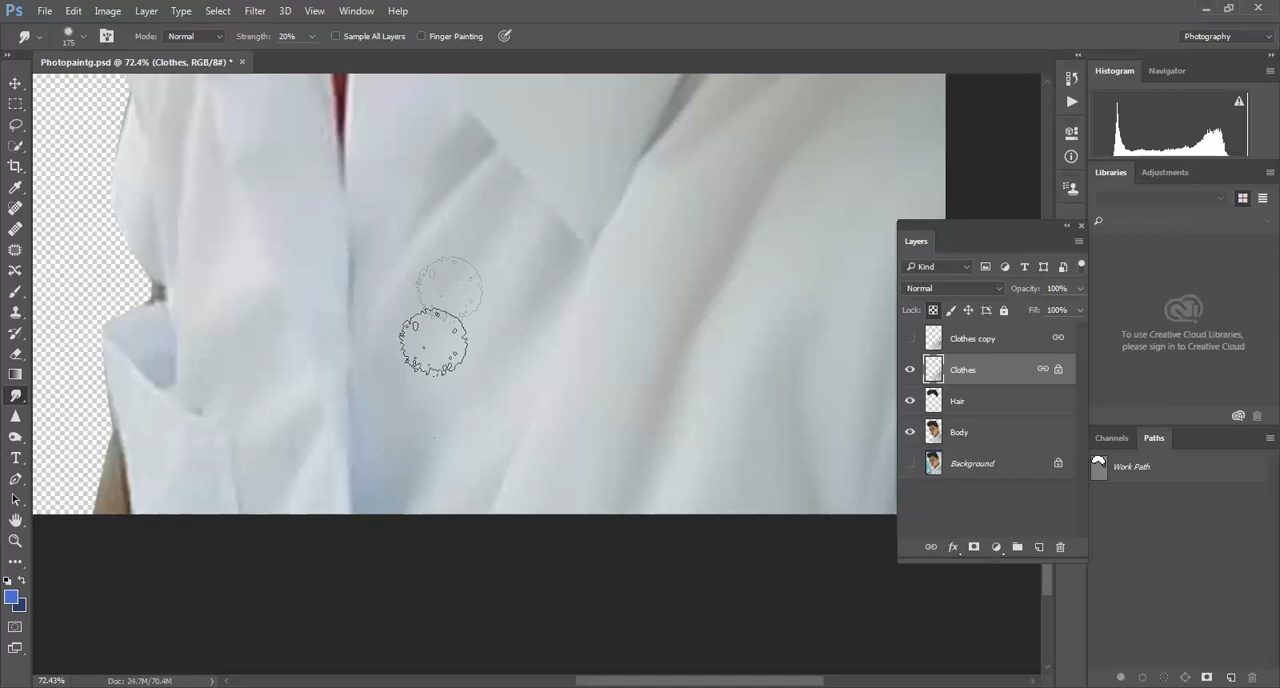 Ps File Edit Image Layer Type Select Filter 3D View Window Help
175 Mode: Normal Strength: 20% Sample All Layers Finger Painting Photography
Photopaintg.psd @ 72.4% (Clothes, RGB/8#) * ×
Histogram Navigator
Libraries Adjustments
To use Creative Cloud Libraries,
please sign in to Creative Cloud
Layers
Kind
Normal Opacity: 100%
Lock: Fill: 100%
Clothes copy
Clothes
Hair
Body
Background
fx
Channels Paths
Work Path
72.43% Doc: 24.7M/70.4M